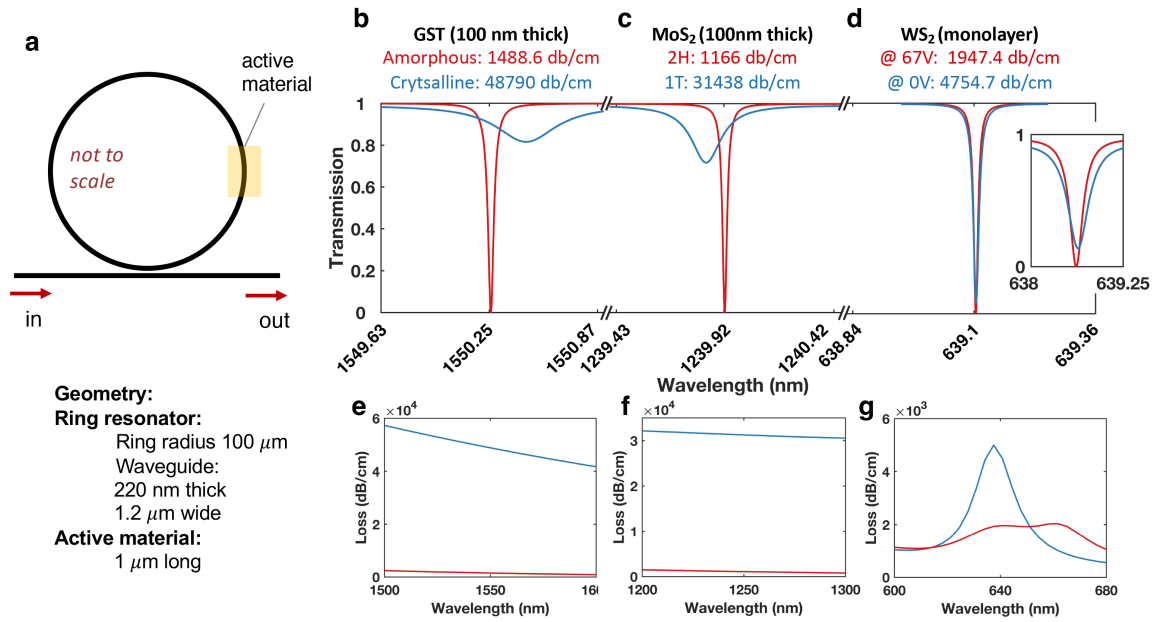 a
active
material
not to
scale
in
out
Geometry:
Ring resonator:
Ring radius 100 μm
Waveguide:
220 nm thick
1.2 μm wide
Active material:
1 μm long
b
GST (100 nm thick)
Amorphous: 1488.6 db/cm
Crytsalline: 48790 db/cm
c
MoS₂ (100nm thick)
2H: 1166 db/cm
1T: 31438 db/cm
d
WS₂ (monolayer)
@ 67V: 1947.4 db/cm
@ 0V: 4754.7 db/cm
Transmission
1
0.8
0.6
0.4
0.2
0
1549.63
1550.25
1550.87
1239.43
1239.92
1240.42
638.84
639.1
639.36
Wavelength (nm)
1
0
638
639.25
e
×10⁴
Loss (dB/cm)
6
4
2
0
1500
1550
160
Wavelength (nm)
f
×10⁴
Loss (dB/cm)
3
2
1
0
1200
1250
1300
Wavelength (nm)
g
×10³
Loss (dB/cm)
6
4
2
0
600
640
680
Wavelength (nm)